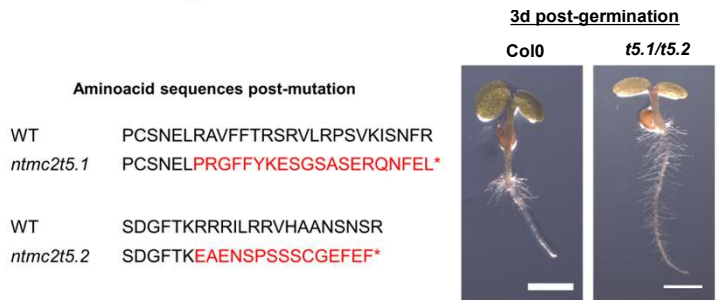 3d post-germination
Col0 t5.1/t5.2
Aminoacid sequences post-mutation
WT PCSNELRAVFFTRSRVLRPSVKISNFR
ntmc2t5.1 PCSNELPRGFFYKESGSASERQNFEL*
WT SDGFTKRRRILRRVHAANSNSR
ntmc2t5.2 SDGFTKEAENSPSSSCGEFEF*